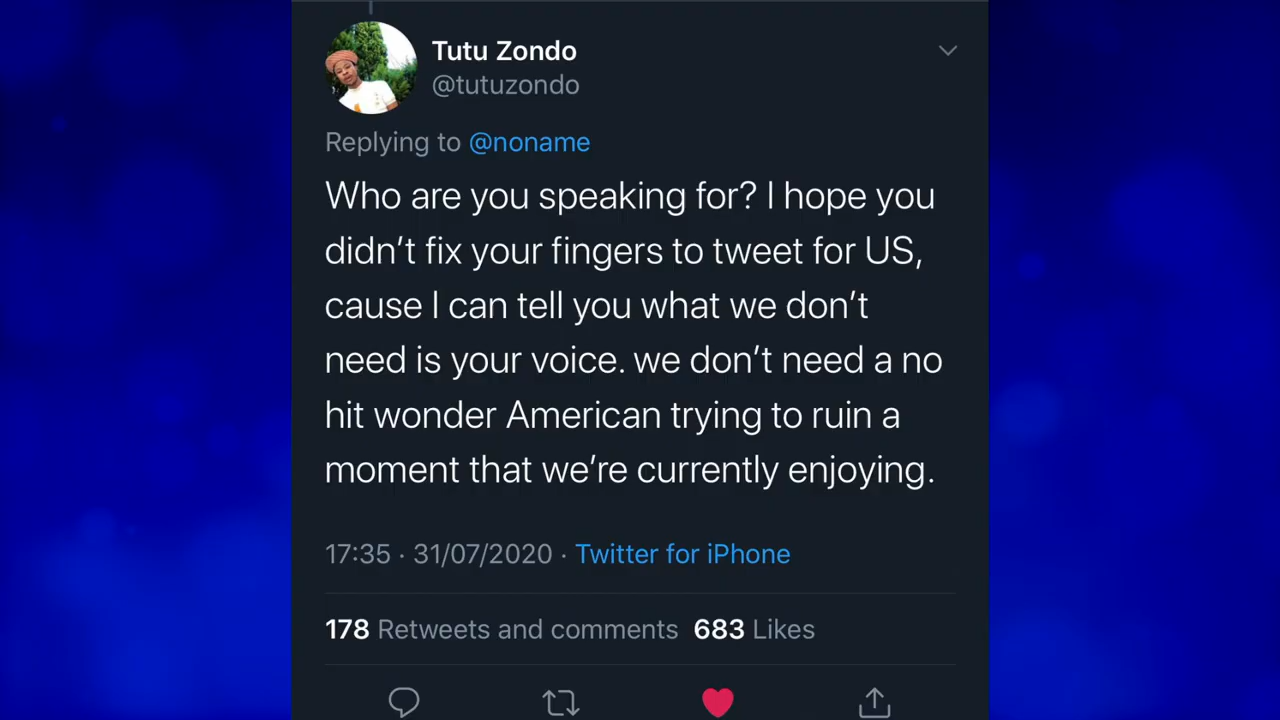 Tutu Zondo
@tutuzondo
Replying to @noname
Who are you speaking for? I hope you
didn’t fix your fingers to tweet for US,
cause I can tell you what we don’t
need is your voice. we don’t need a no
hit wonder American trying to ruin a
moment that we’re currently enjoying.
17:35 · 31/07/2020 · Twitter for iPhone
178 Retweets and comments 683 Likes